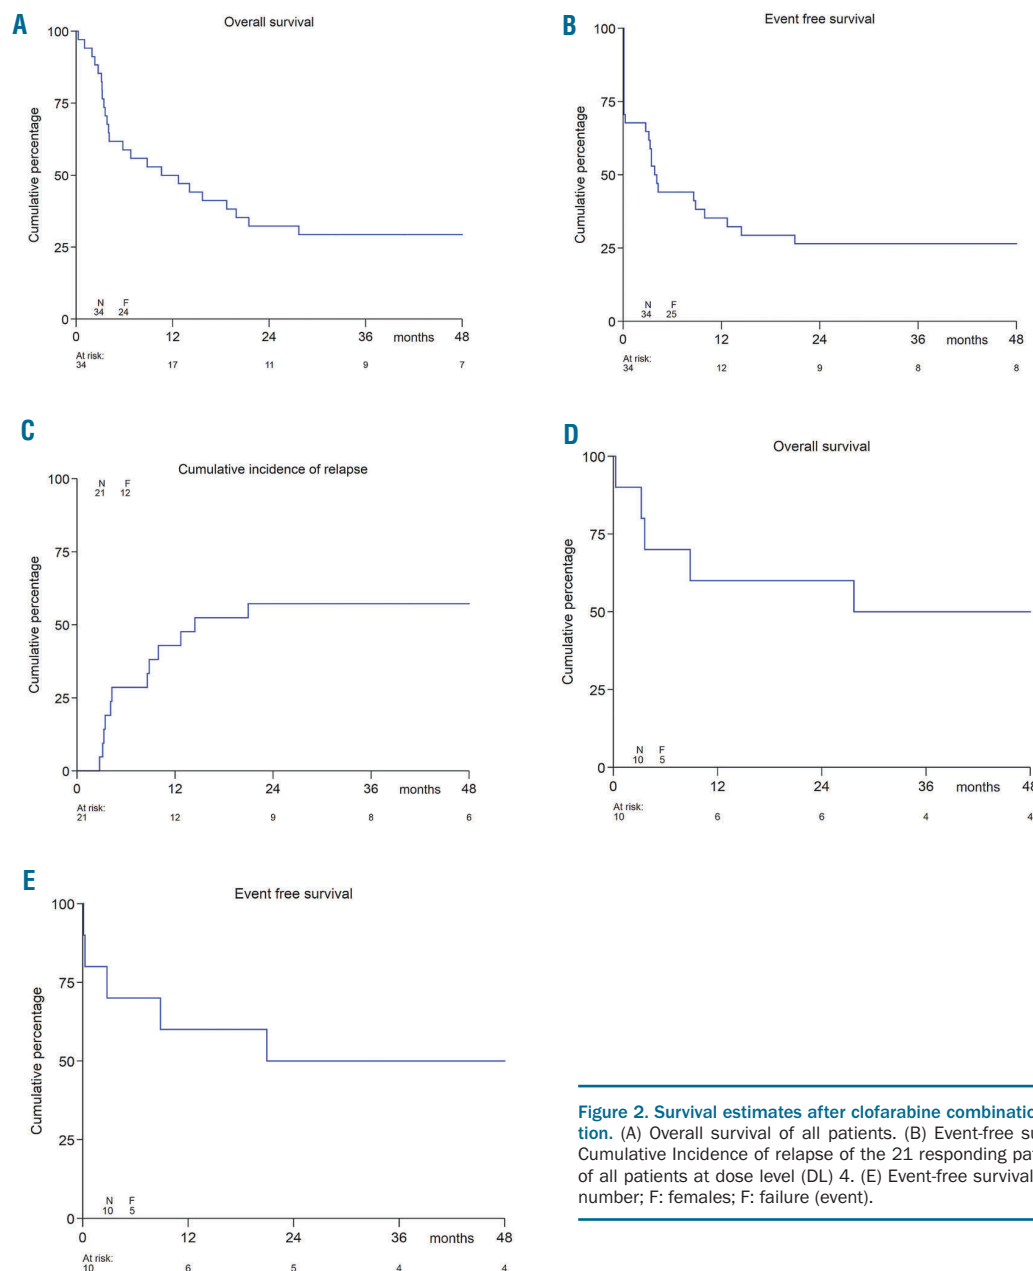 A
Overall survival
Cumulative percentage
100
75
50
25
0
N F
34 24
0 12 24 36 months 48
At risk:
34 17 11 9 7
B
Event free survival
Cumulative percentage
100
75
50
25
0
N F
34 25
0 12 24 36 months 48
At risk:
34 12 9 8 8
C
Cumulative incidence of relapse
Cumulative percentage
100
75
50
25
0
N F
21 12
0 12 24 36 months 48
At risk:
21 12 9 8 6
D
Overall survival
Cumulative percentage
100
75
50
25
0
N F
10 5
0 12 24 36 months 48
At risk:
10 6 6 4 4
E
Event free survival
Cumulative percentage
100
75
50
25
0
N F
10 5
0 12 24 36 months 48
At risk:
10 6 5 4 4
Figure 2. Survival estimates after clofarabine combinatio
tion. (A) Overall survival of all patients. (B) Event-free su
Cumulative Incidence of relapse of the 21 responding pat
of all patients at dose level (DL) 4. (E) Event-free survival
number; F: females; F: failure (event).